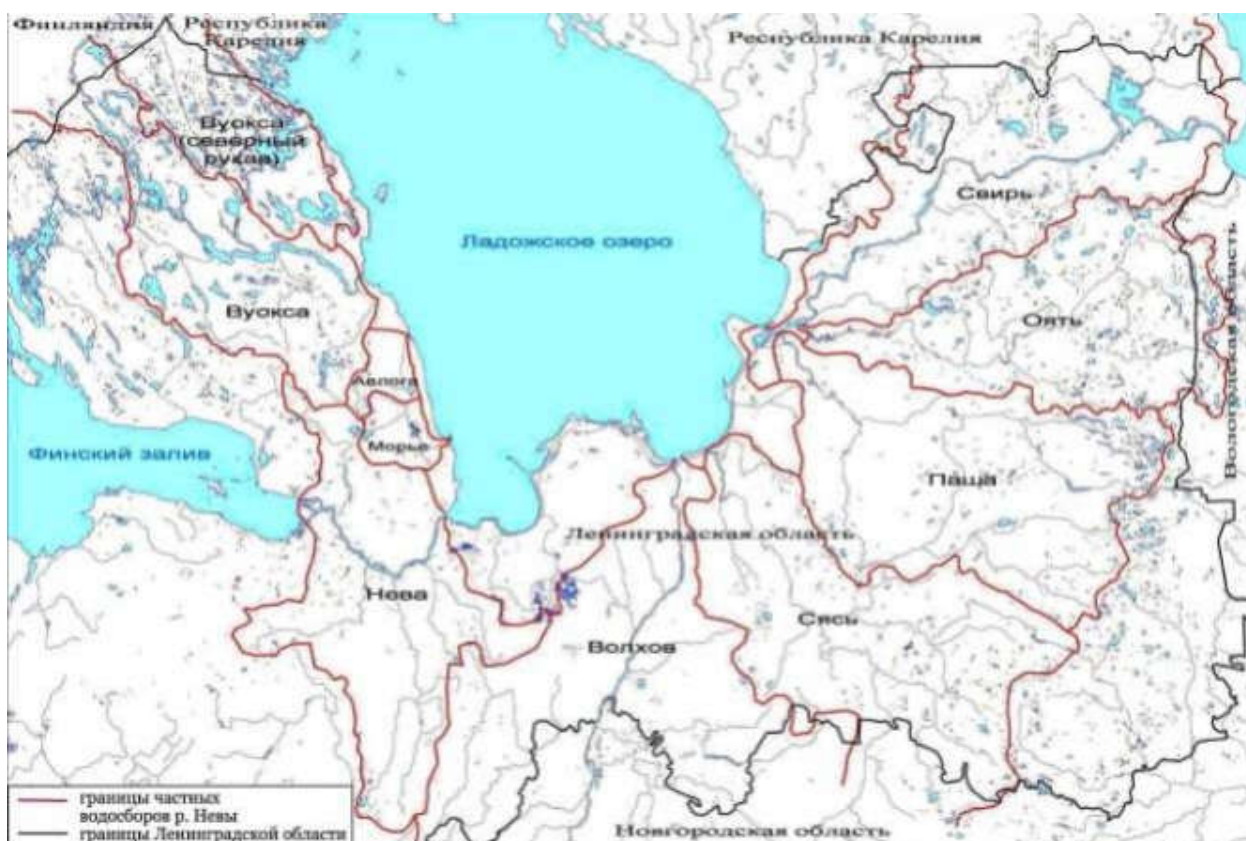 Финляндия
Республика
Карелия
Республика Карелия
Вуокса
(северный
рукав)
Свирь
Ладожское озеро
Вологодская область
Вуокса
Оять
Авлога
Морье
Финский залив
Паша
Ленинградская область
Нева
Сясь
Волхов
границы частных
водосборов р. Невы
границы Ленинградской области
Новгородская область